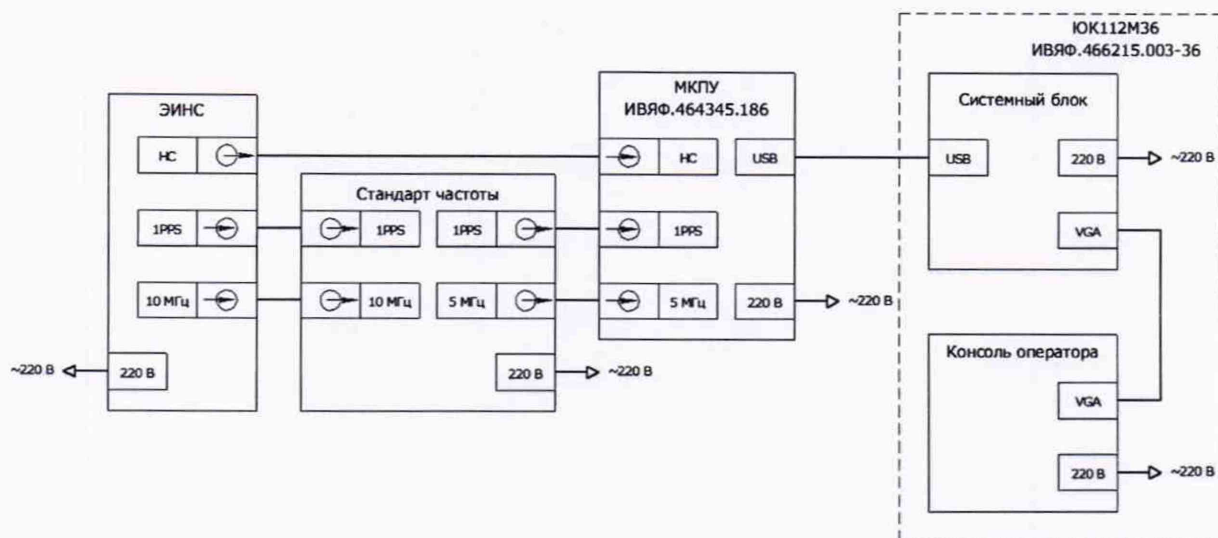 ЮК112М36
ИВЯФ.466215.003-36
ЭИНС
НС
1PPS
10 МГц
220 В
~220 В
Стандарт частоты
1PPS
1PPS
10 МГц
5 МГц
220 В
~220 В
МКПУ
ИВЯФ.464345.186
НС
USB
1PPS
5 МГц
220 В
~220 В
Системный блок
USB
220 В
~220 В
VGA
Консоль оператора
VGA
220 В
~220 В